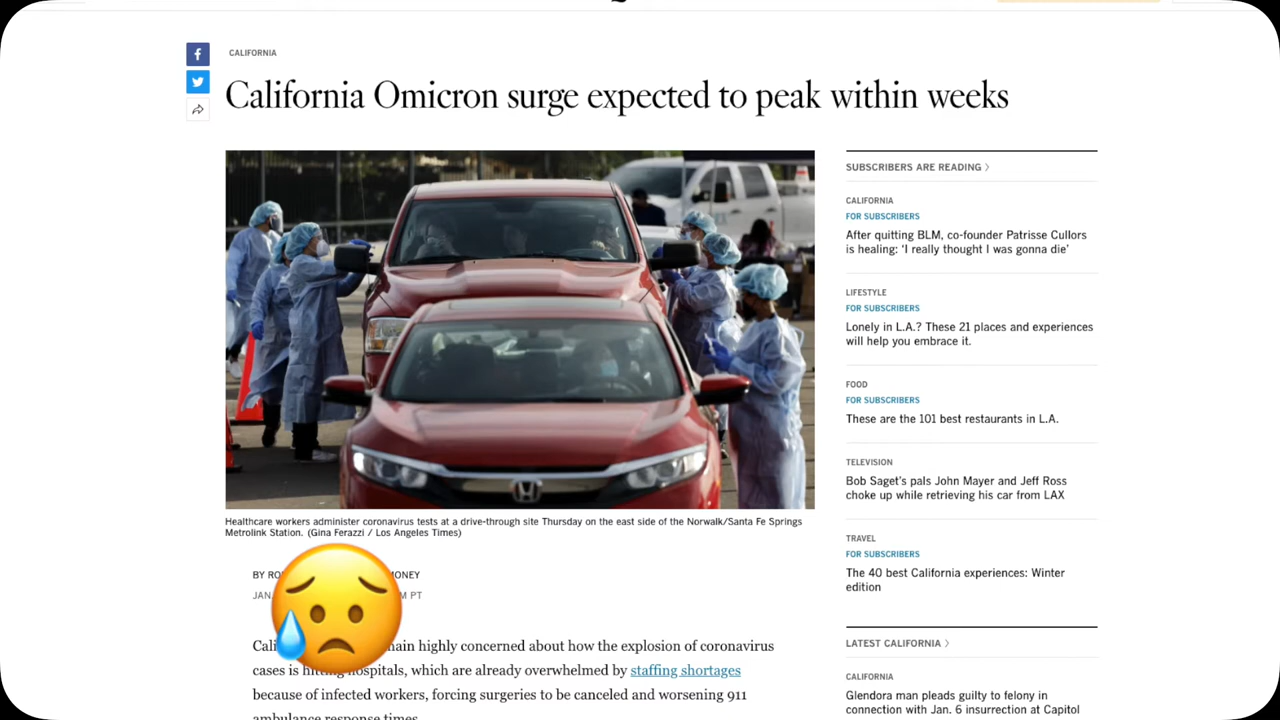 CALIFORNIA
California Omicron surge expected to peak within weeks
Healthcare workers administer coronavirus tests at a drive-through site Thursday on the east side of the Norwalk/Santa Fe Springs
Metrolink Station. (Gina Ferazzi / Los Angeles Times)
BY
JAN
PT
highly concerned about how the explosion of coronavirus
cases is hitting hospitals, which are already overwhelmed by staffing shortages
because of infected workers, forcing surgeries to be canceled and worsening 911
ambulance response times.
SUBSCRIBERS ARE READING >
CALIFORNIA
FOR SUBSCRIBERS
After quitting BLM, co-founder Patrisse Cullors
is healing: ‘I really thought I was gonna die’
LIFESTYLE
FOR SUBSCRIBERS
Lonely in L.A.? These 21 places and experiences
will help you embrace it.
FOOD
FOR SUBSCRIBERS
These are the 101 best restaurants in L.A.
TELEVISION
Bob Saget's pals John Mayer and Jeff Ross
choke up while retrieving his car from LAX
TRAVEL
FOR SUBSCRIBERS
The 40 best California experiences: Winter
edition
LATEST CALIFORNIA >
CALIFORNIA
Glendora man pleads guilty to felony in
connection with Jan. 6 insurrection at Capitol